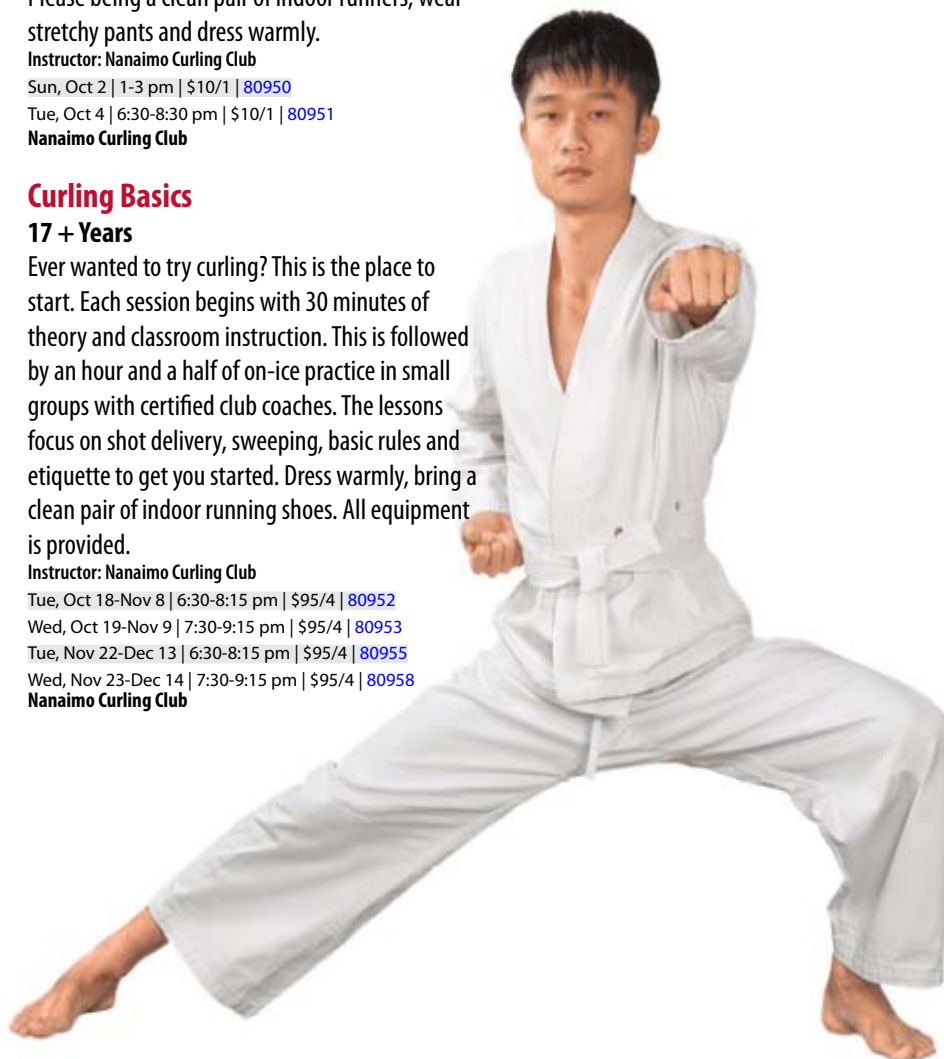 Please being a clean pair of indoor runners, wear
stretchy pants and dress warmly.
Instructor: Nanaimo Curling Club
Sun, Oct 2 | 1-3 pm | $10/1 | 80950
Tue, Oct 4 | 6:30-8:30 pm | $10/1 | 80951
Nanaimo Curling Club
Curling Basics
17 + Years
Ever wanted to try curling? This is the place to
start. Each session begins with 30 minutes of
theory and classroom instruction. This is followed
by an hour and a half of on-ice practice in small
groups with certified club coaches. The lessons
focus on shot delivery, sweeping, basic rules and
etiquette to get you started. Dress warmly, bring a
clean pair of indoor running shoes. All equipment
is provided.
Instructor: Nanaimo Curling Club
Tue, Oct 18-Nov 8 | 6:30-8:15 pm | $95/4 | 80952
Wed, Oct 19-Nov 9 | 7:30-9:15 pm | $95/4 | 80953
Tue, Nov 22-Dec 13 | 6:30-8:15 pm | $95/4 | 80955
Wed, Nov 23-Dec 14 | 7:30-9:15 pm | $95/4 | 80958
Nanaimo Curling Club